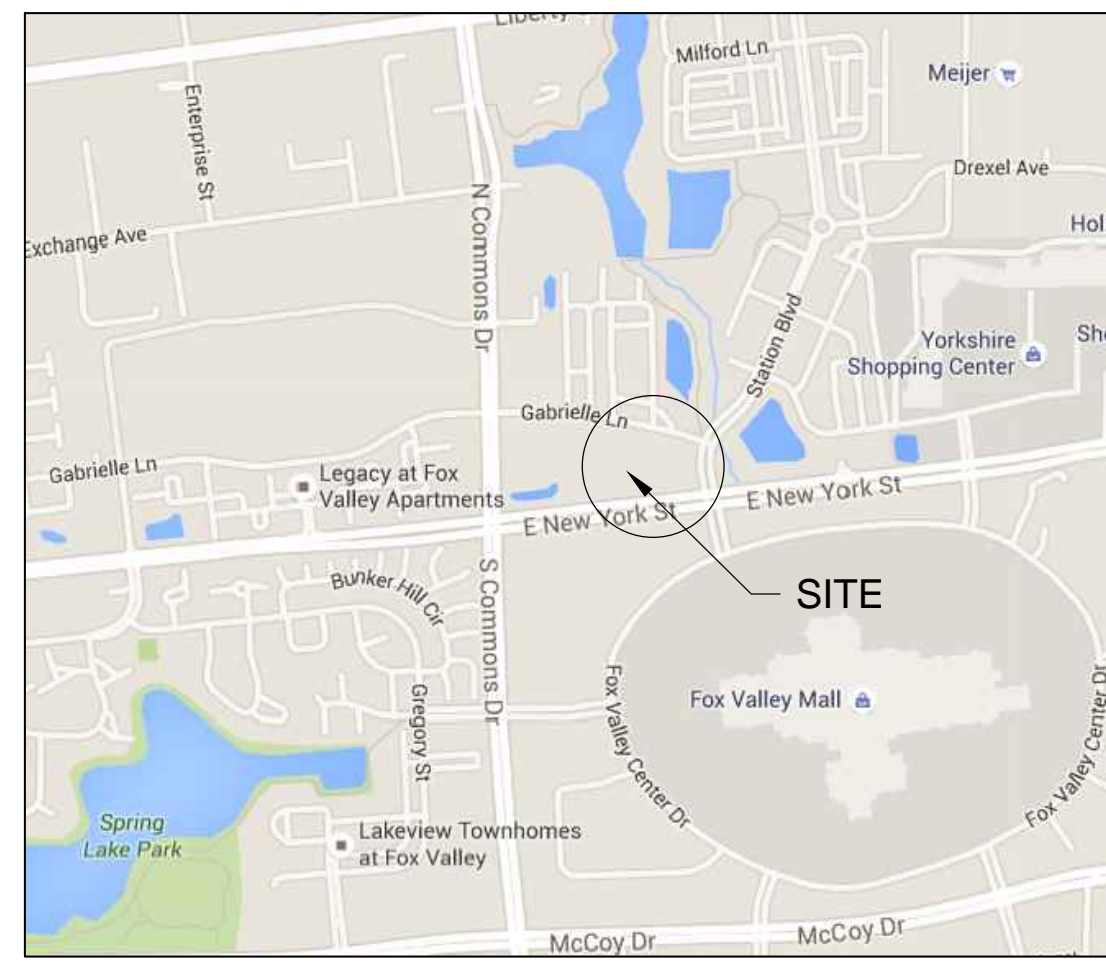 Liberty
Milford Ln
Meijer
Enterprise St
Drexel Ave
N Commons Dr
Hol
Exchange Ave
Station Blvd
Yorkshire
Shopping Center
Sh
Gabrielle Ln
Gabrielle Ln
Legacy at Fox
Valley Apartments
E New York St
E New York St
Bunker Hill Cir
S Commons Dr
SITE
Gregory St
Fox Valley Center Dr
Fox Valley Mall
Fox Valley Center Dr
Spring
Lake Park
Lakeview Townhomes
at Fox Valley
McCoy Dr
McCoy Dr